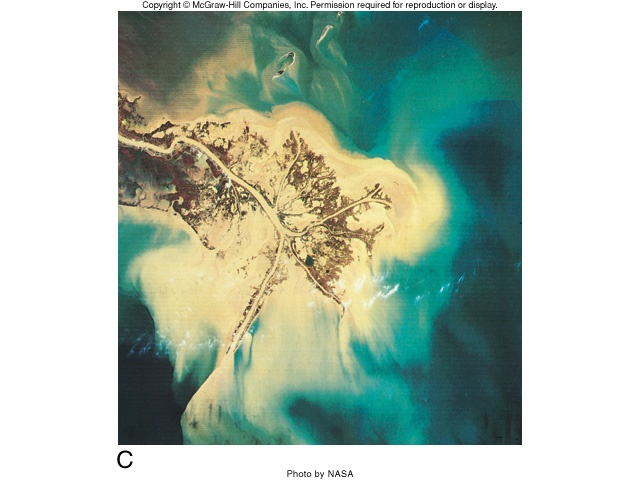 Copyright © McGraw-Hill Companies, Inc. Permission required for reproduction or display.
C
Photo by NASA